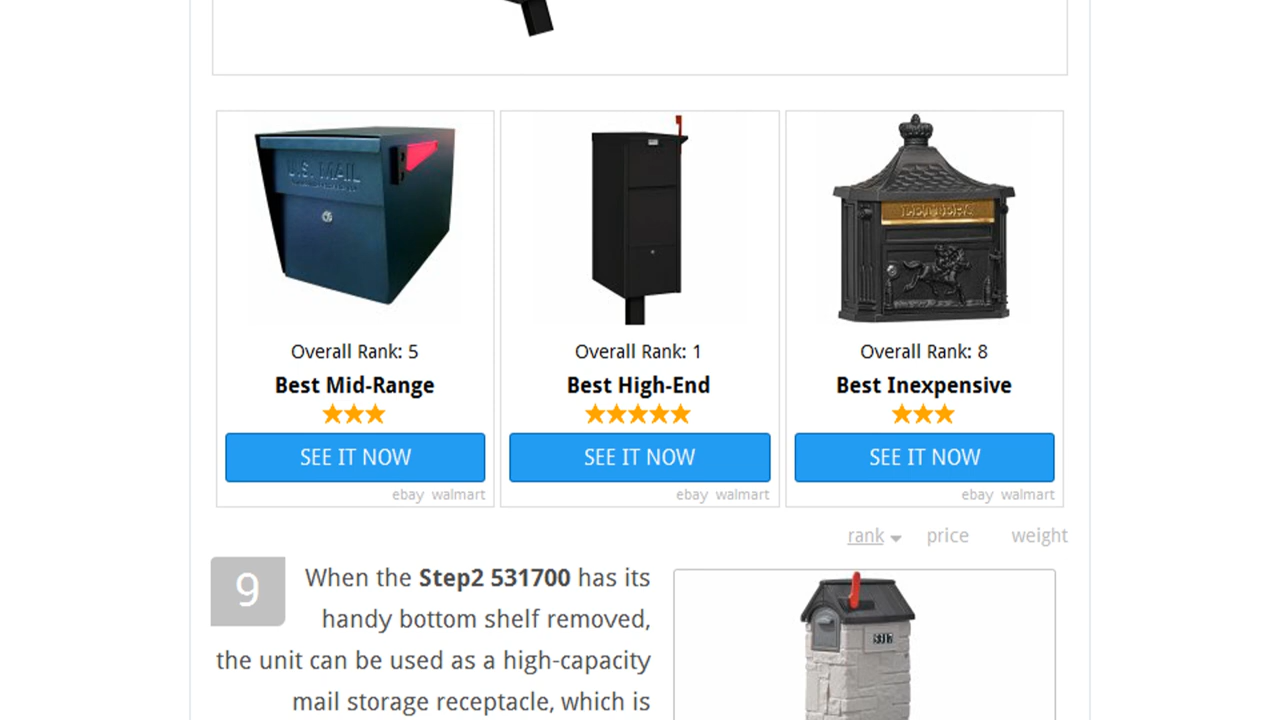 U.S. MAIL
LETTERS
Overall Rank: 5
Best Mid-Range
SEE IT NOW
ebay walmart
Overall Rank: 1
Best High-End
SEE IT NOW
ebay walmart
Overall Rank: 8
Best Inexpensive
SEE IT NOW
ebay walmart
rank price weight
9
When the Step2 531700 has its
handy bottom shelf removed,
the unit can be used as a high-capacity
mail storage receptacle, which is
5317